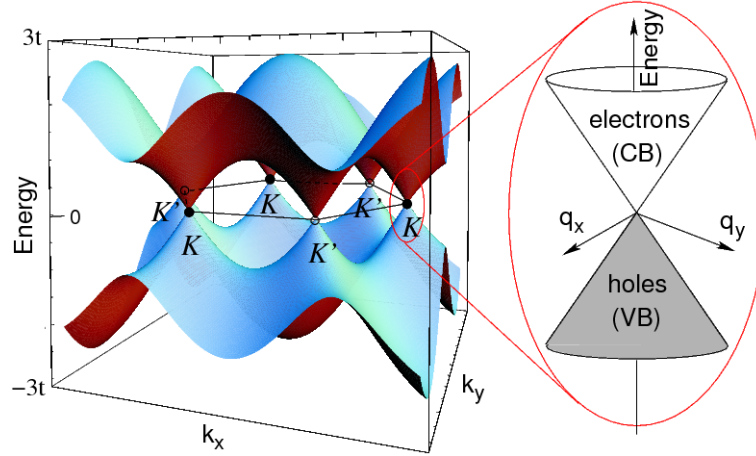 3t
Energy
0
−3t
K'
K
K
K'
K'
K
k_x
k_y
Energy
electrons
(CB)
q_x
q_y
holes
(VB)